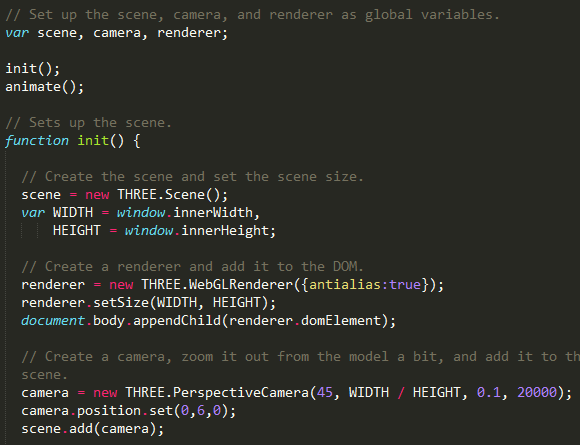 // Set up the scene, camera, and renderer as global variables.
var scene, camera, renderer;
init();
animate();
// Sets up the scene.
function init() {
// Create the scene and set the scene size.
scene = new THREE.Scene();
var WIDTH = window.innerWidth,
HEIGHT = window.innerHeight;
// Create a renderer and add it to the DOM.
renderer = new THREE.WebGLRenderer({antialias:true});
renderer.setSize(WIDTH, HEIGHT);
document.body.appendChild(renderer.domElement);
// Create a camera, zoom it out from the model a bit, and add it to th
scene.
camera = new THREE.PerspectiveCamera(45, WIDTH / HEIGHT, 0.1, 20000);
camera.position.set(0,6,0);
scene.add(camera);